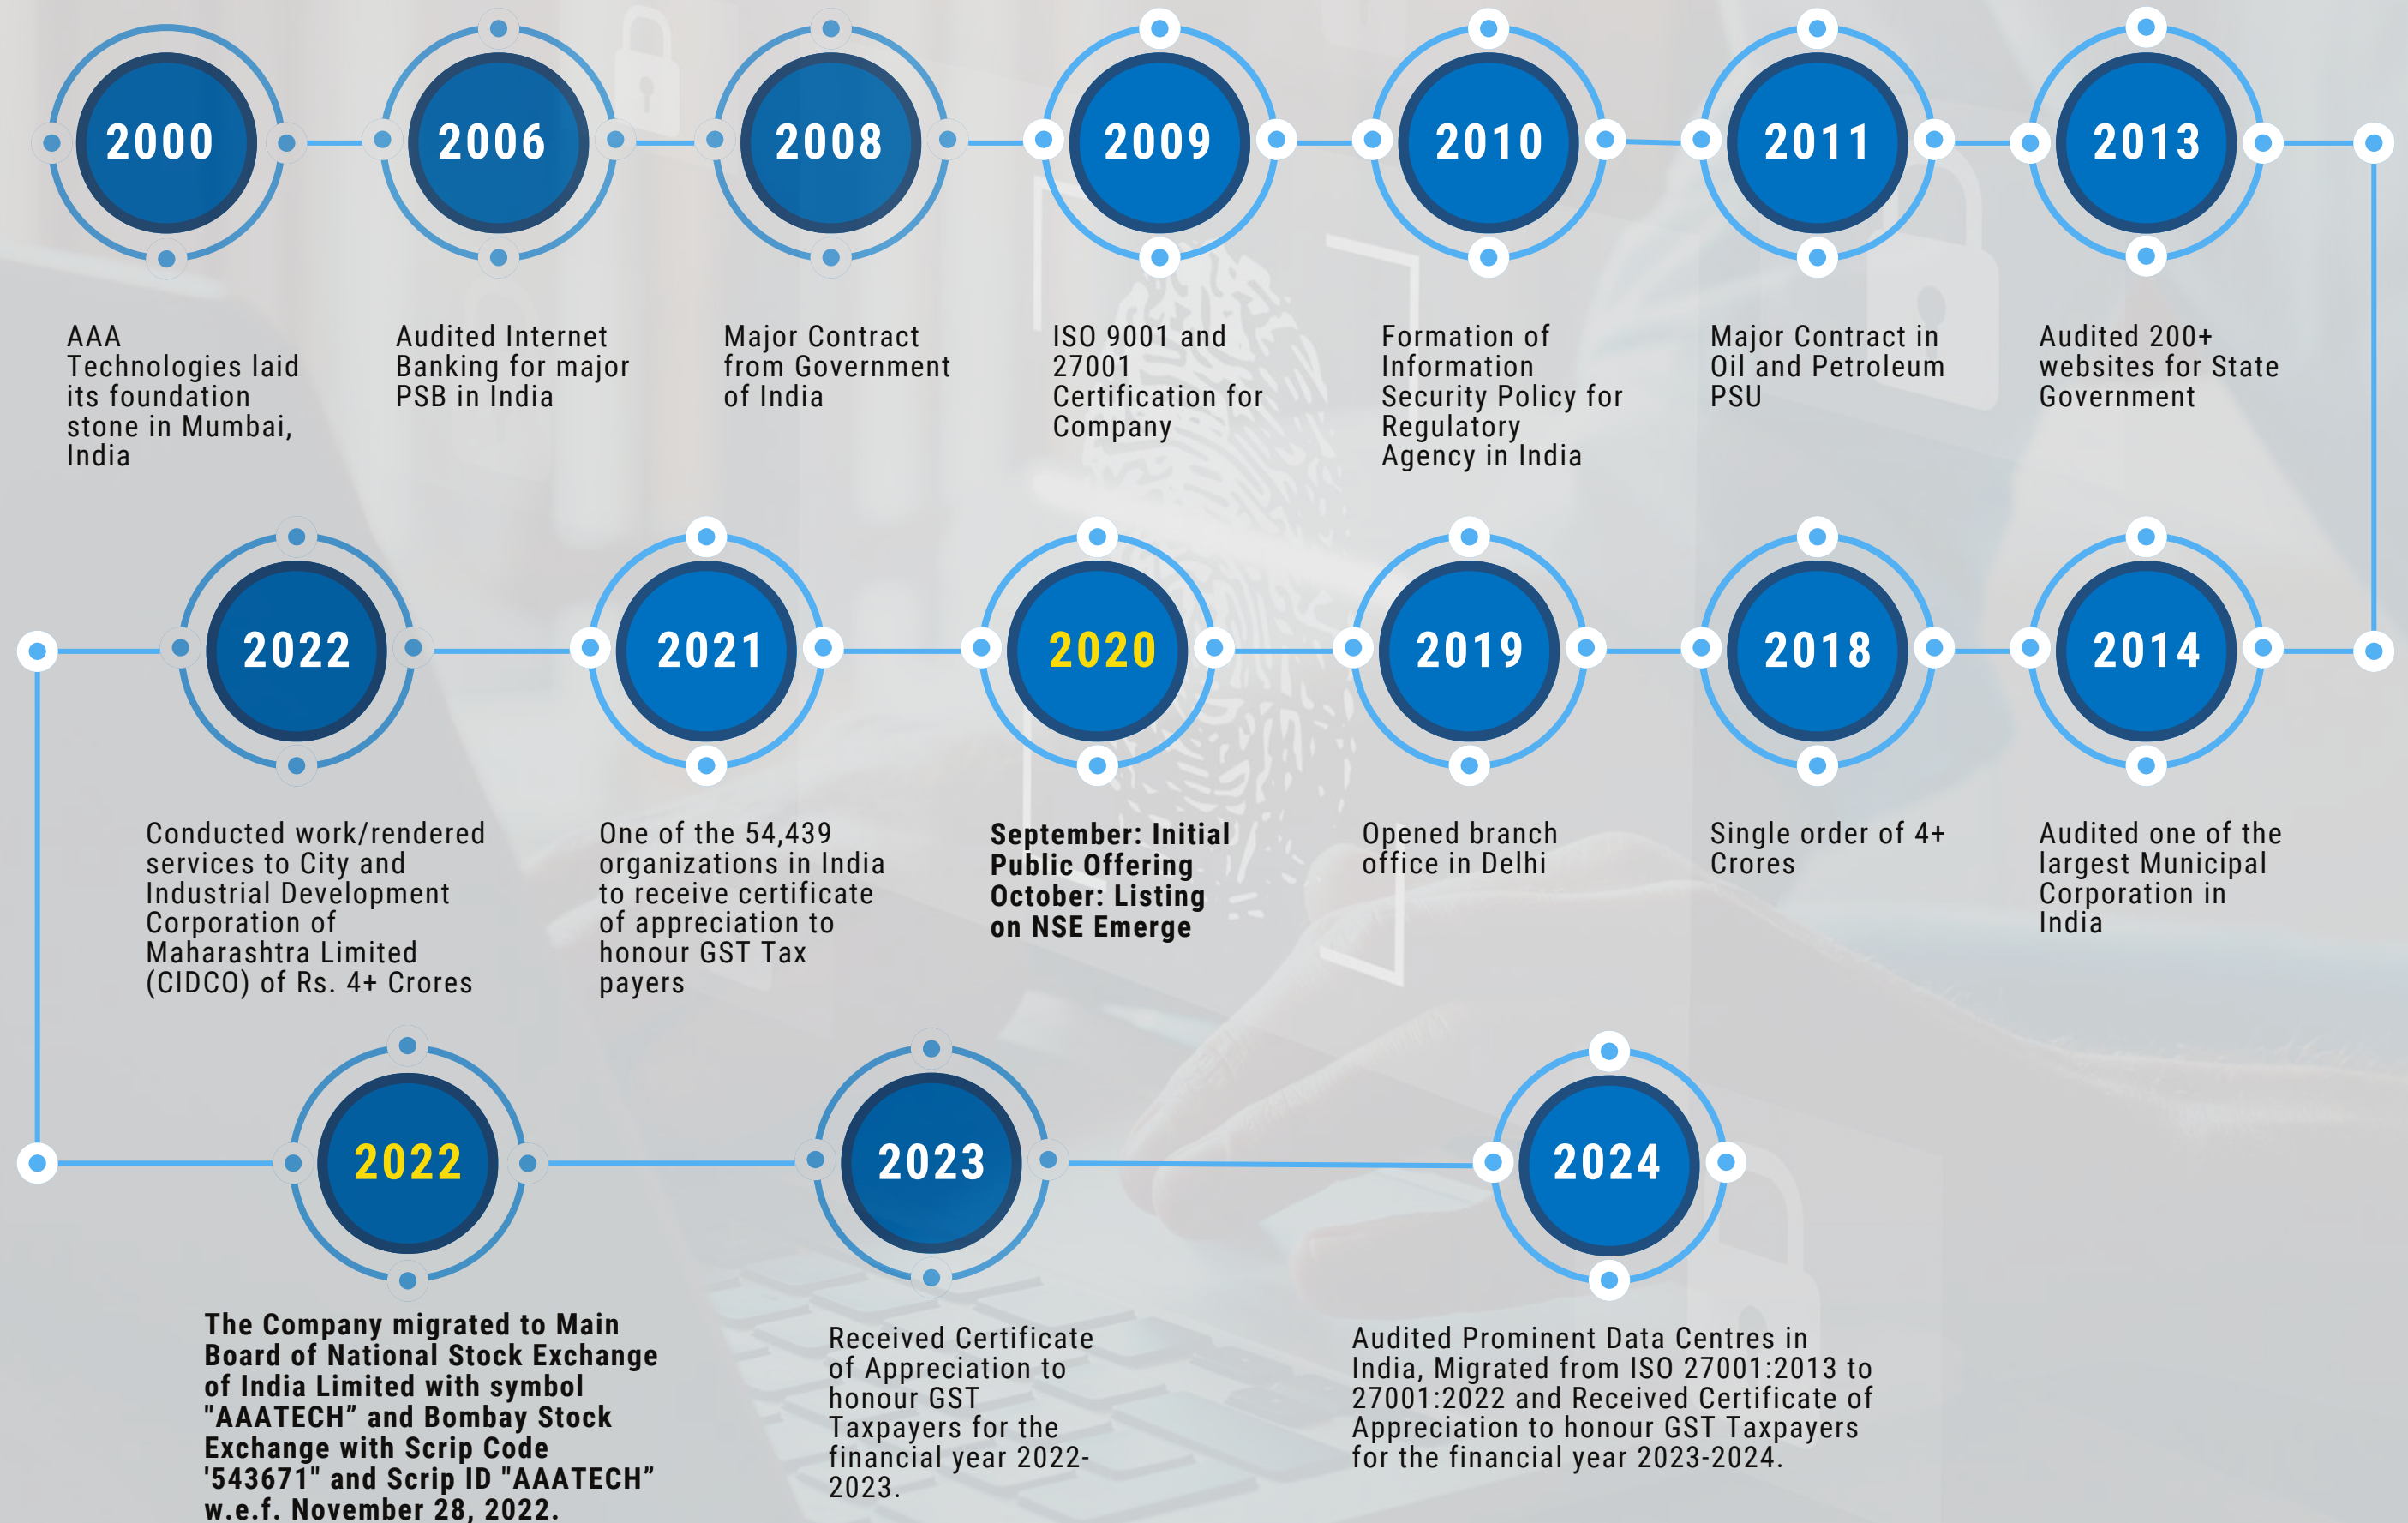 2000
AAA
Technologies laid
its foundation
stone in Mumbai,
India
2006
Audited Internet
Banking for major
PSB in India
2008
Major Contract
from Government
of India
2009
ISO 9001 and
27001
Certification for
Company
2010
Formation of
Information
Security Policy for
Regulatory
Agency in India
2011
Major Contract in
Oil and Petroleum
PSU
2013
Audited 200+
websites for State
Government
2014
Audited one of the
largest Municipal
Corporation in
India
2018
Single order of 4+
Crores
2019
Opened branch
office in Delhi
2020
September: Initial
Public Offering
October: Listing
on NSE Emerge
2021
One of the 54,439
organizations in India
to receive certificate
of appreciation to
honour GST Tax
payers
2022
Conducted work/rendered
services to City and
Industrial Development
Corporation of
Maharashtra Limited
(CIDCO) of Rs. 4+ Crores
2022
The Company migrated to Main
Board of National Stock Exchange
of India Limited with symbol
"AAATECH” and Bombay Stock
Exchange with Scrip Code
'543671" and Scrip ID "AAATECH”
w.e.f. November 28, 2022.
2023
Received Certificate
of Appreciation to
honour GST
Taxpayers for the
financial year 2022-
2023.
2024
Audited Prominent Data Centres in
India, Migrated from ISO 27001:2013 to
27001:2022 and Received Certificate of
Appreciation to honour GST Taxpayers
for the financial year 2023-2024.